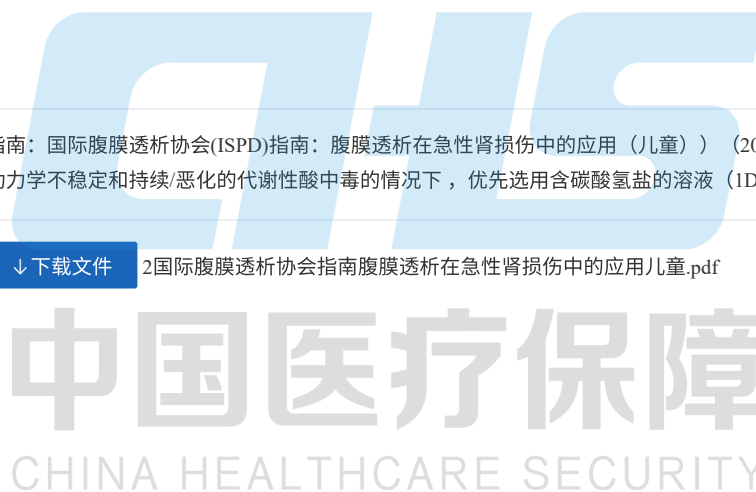 指南：国际腹膜透析协会(ISPD)指南：腹膜透析在急性肾损伤中的应用（儿童））（20
力学不稳定和持续/恶化的代谢性酸中毒的情况下 ，优先选用含碳酸氢盐的溶液（1D
↓下载文件 2国际腹膜透析协会指南腹膜透析在急性肾损伤中的应用儿童.pdf
CHS
中国医疗保障
CHINA HEALTHCARE SECURITY